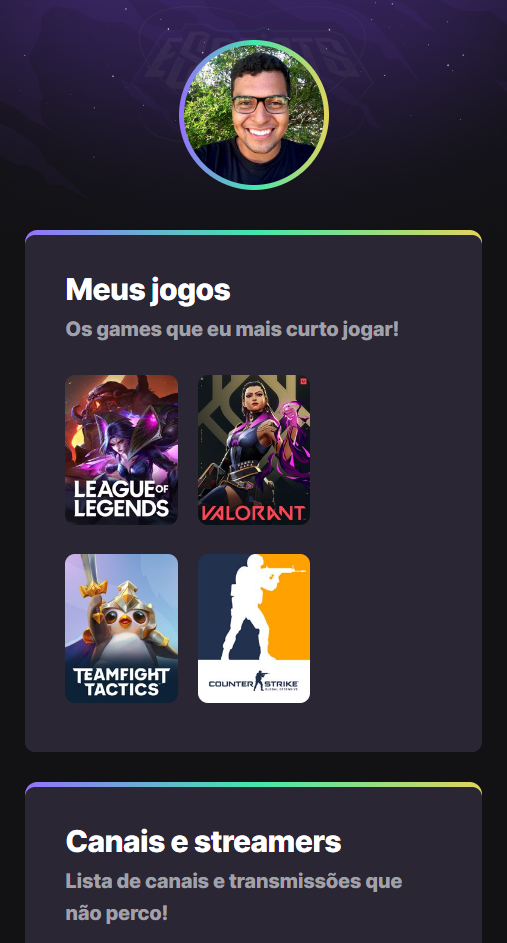 ESPORTS
Meus jogos
Os games que eu mais curto jogar!
LEAGUE OF
LEGENDS
VALORANT
TEAMFIGHT
TACTICS
COUNTER STRIKE
GLOBAL OFFENSIVE
Canais e streamers
Lista de canais e transmissões que
não perco!